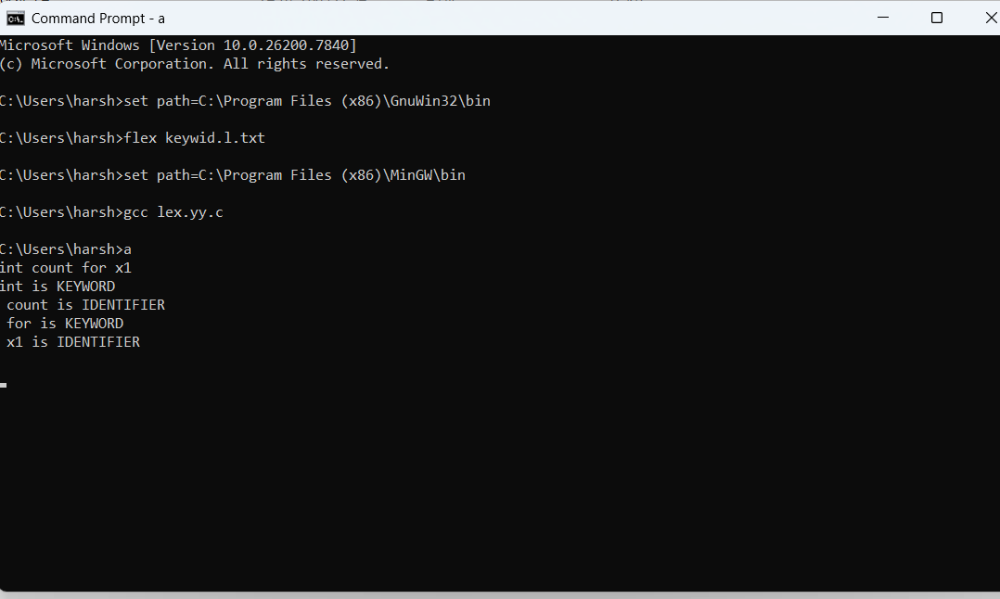 Command Prompt - a
Microsoft Windows [Version 10.0.26200.7840]
(c) Microsoft Corporation. All rights reserved.
C:\Users\harsh>set path=C:\Program Files (x86)\GnuWin32\bin
C:\Users\harsh>flex keywid.l.txt
C:\Users\harsh>set path=C:\Program Files (x86)\MinGW\bin
C:\Users\harsh>gcc lex.yy.c
C:\Users\harsh>a
int count for x1
int is KEYWORD
count is IDENTIFIER
for is KEYWORD
x1 is IDENTIFIER